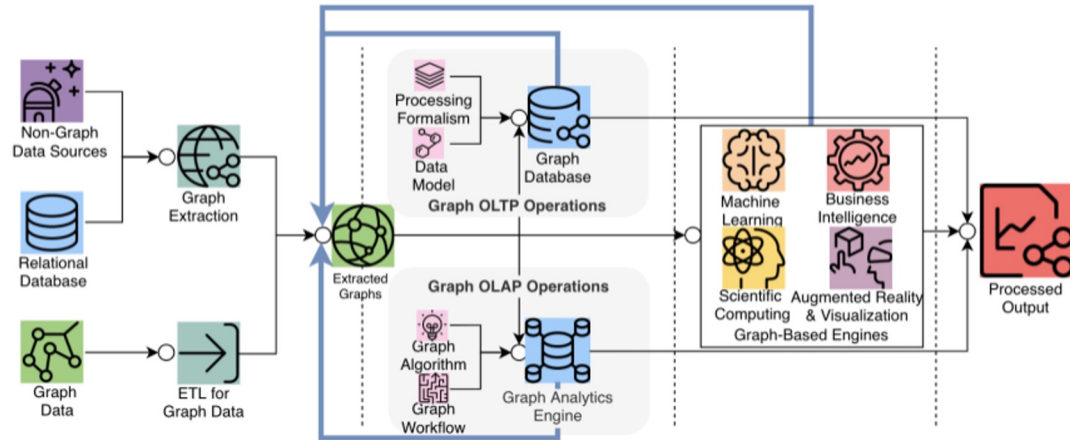 Non-Graph
Data Sources
Relational
Database
Graph
Data
Graph
Extraction
ETL for
Graph Data
Extracted
Graphs
Processing
Formalism
Data
Model
Graph
Database
Graph OLTP Operations
Graph OLAP Operations
Graph
Algorithm
Graph
Workflow
Graph Analytics
Engine
Machine
Learning
Business
Intelligence
Scientific
Computing
Augmented Reality
& Visualization
Graph-Based Engines
Processed
Output